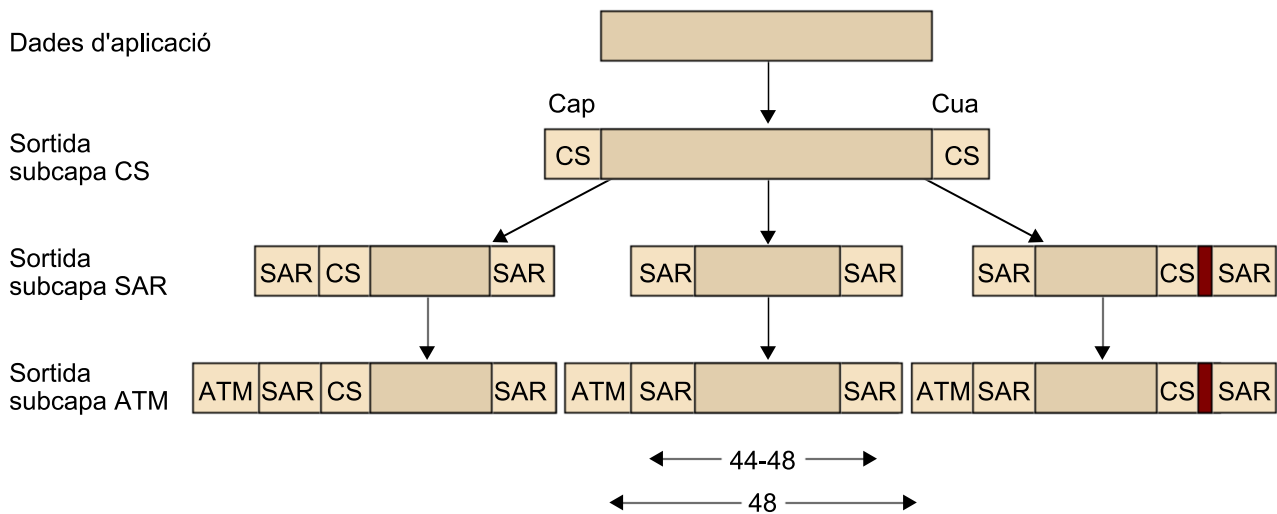 Dades d'aplicació
Cap
Cua
Sortida
subcapa CS
CS
CS
Sortida
subcapa SAR
SAR CS SAR
SAR SAR
SAR CS SAR
Sortida
subcapa ATM
ATM SAR CS SAR
ATM SAR SAR
ATM SAR CS SAR
44-48
48